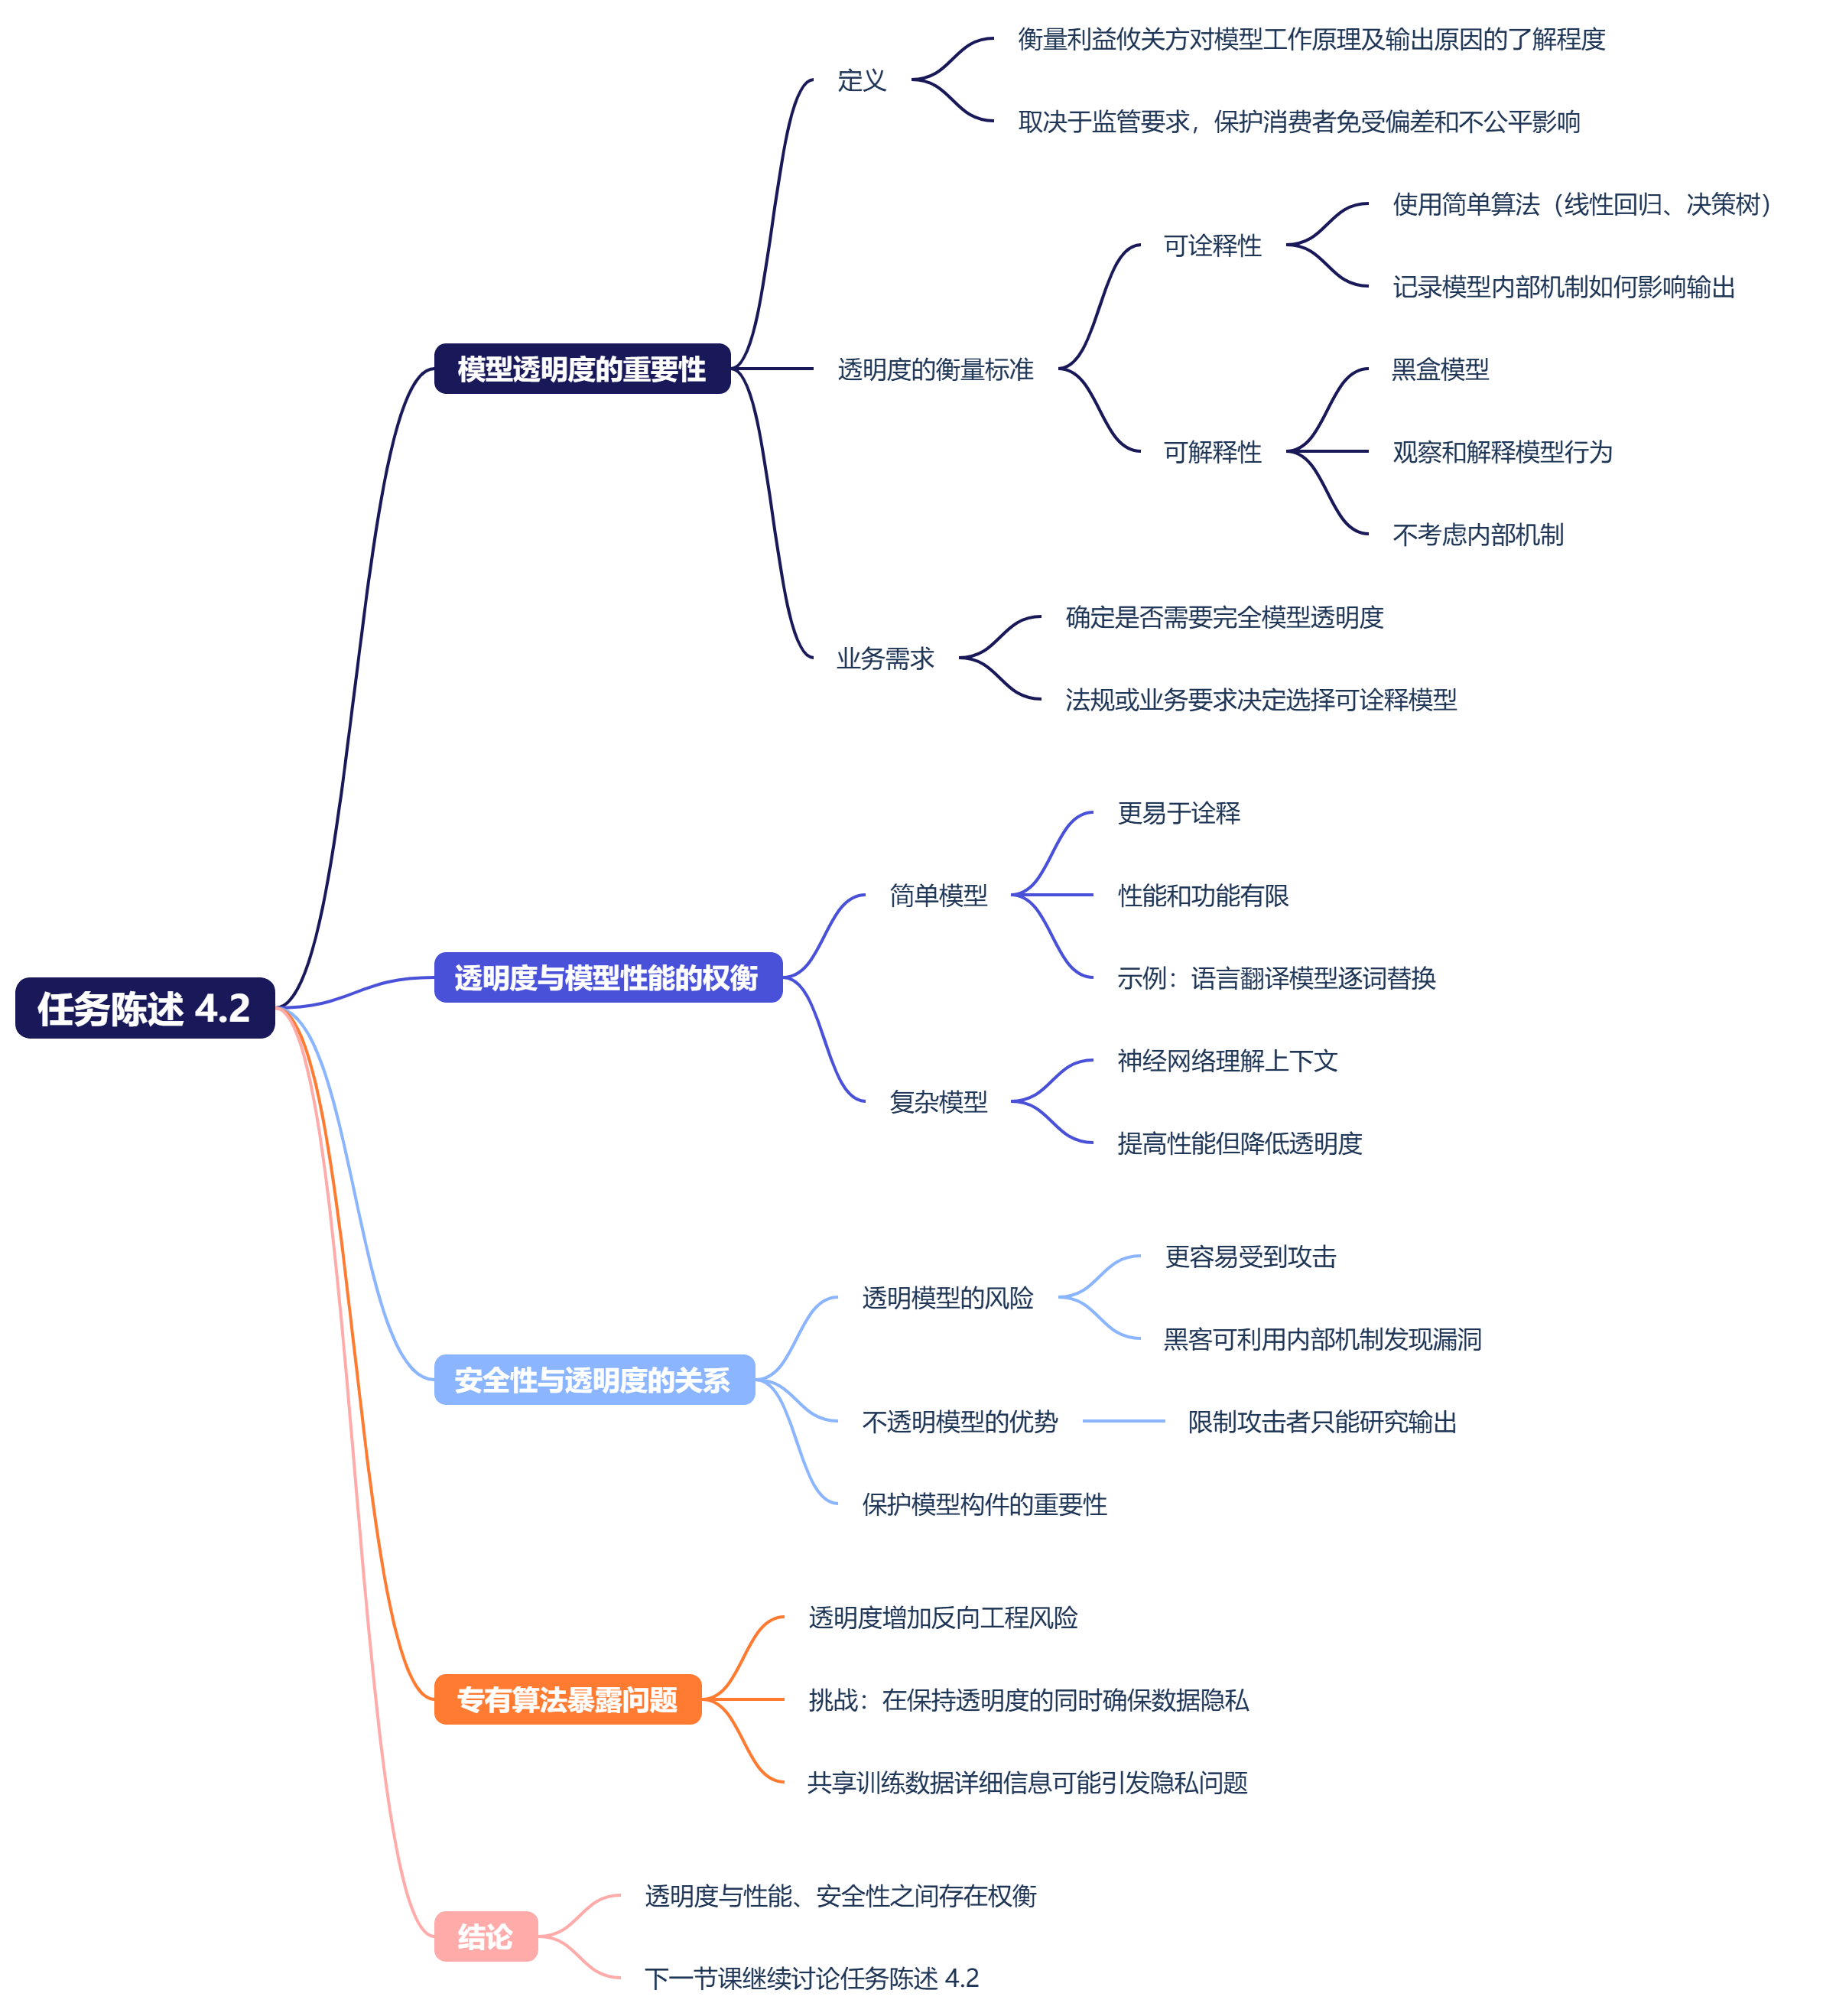 任务陈述 4.2
模型透明度的重要性
定义
衡量利益攸关方对模型工作原理及输出原因的了解程度
取决于监管要求，保护消费者免受偏差和不公平影响
透明度的衡量标准
可诠释性
使用简单算法（线性回归、决策树）
记录模型内部机制如何影响输出
可解释性
黑盒模型
观察和解释模型行为
不考虑内部机制
业务需求
确定是否需要完全模型透明度
法规或业务要求决定选择可诠释模型
透明度与模型性能的权衡
简单模型
更易于诠释
性能和功能有限
示例：语言翻译模型逐词替换
复杂模型
神经网络理解上下文
提高性能但降低透明度
安全性与透明度的关系
透明模型的风险
更容易受到攻击
黑客可利用内部机制发现漏洞
不透明模型的优势
限制攻击者只能研究输出
保护模型构件的重要性
专有算法暴露问题
透明度增加反向工程风险
挑战：在保持透明度的同时确保数据隐私
共享训练数据详细信息可能引发隐私问题
结论
透明度与性能、安全性之间存在权衡
下一节课继续讨论任务陈述 4.2